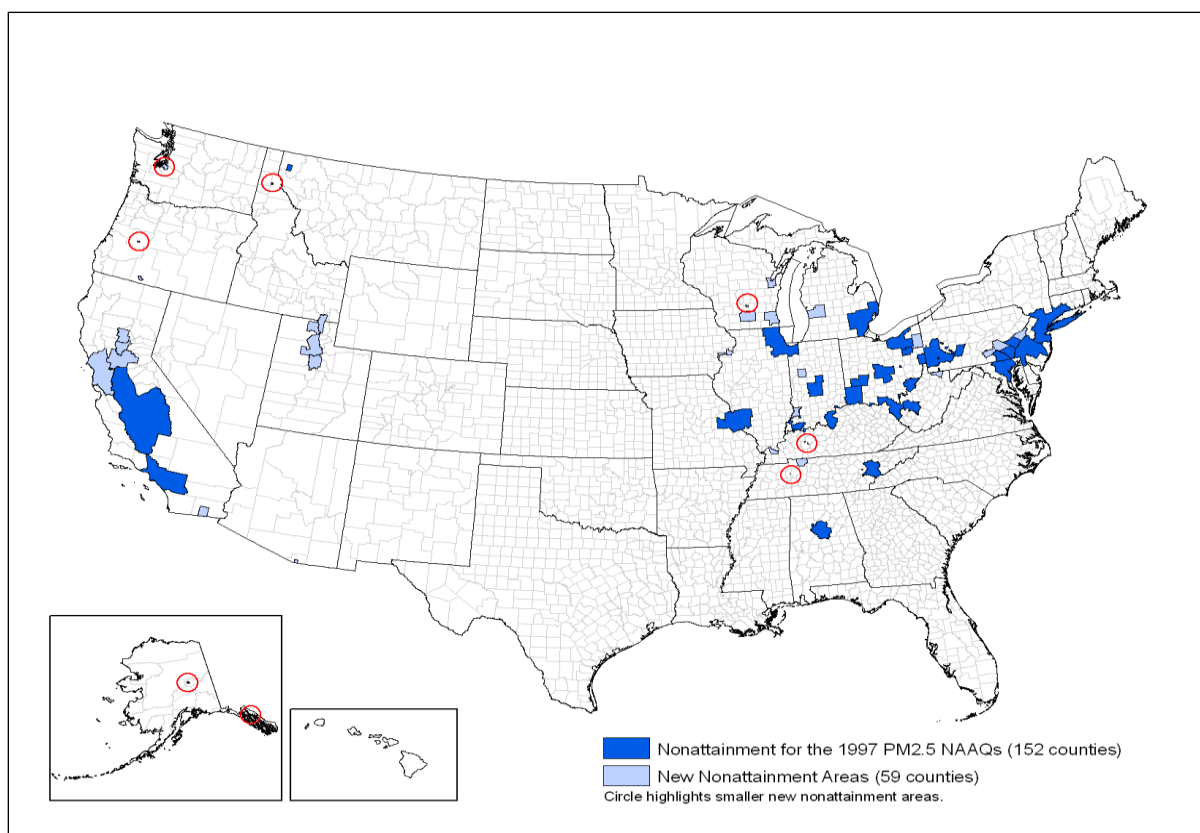 Nonattainment for the 1997 PM2.5 NAAQs (152 counties)
New Nonattainment Areas (59 counties)
Circle highlights smaller new nonattainment areas.